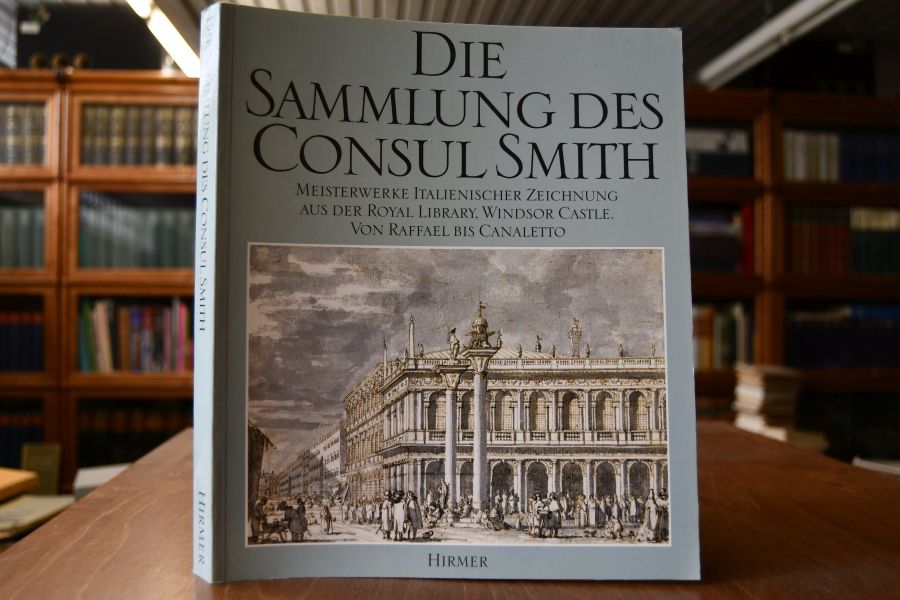 DIE
SAMMLUNG DES
CONSUL SMITH
MEISTERWERKE ITALIENISCHER ZEICHNUNG
AUS DER ROYAL LIBRARY, WINDSOR CASTLE.
VON RAFFAEL BIS CANALETTO
HIRMER
DIE SAMMLUNG DES CONSUL SMITH
HIRMER